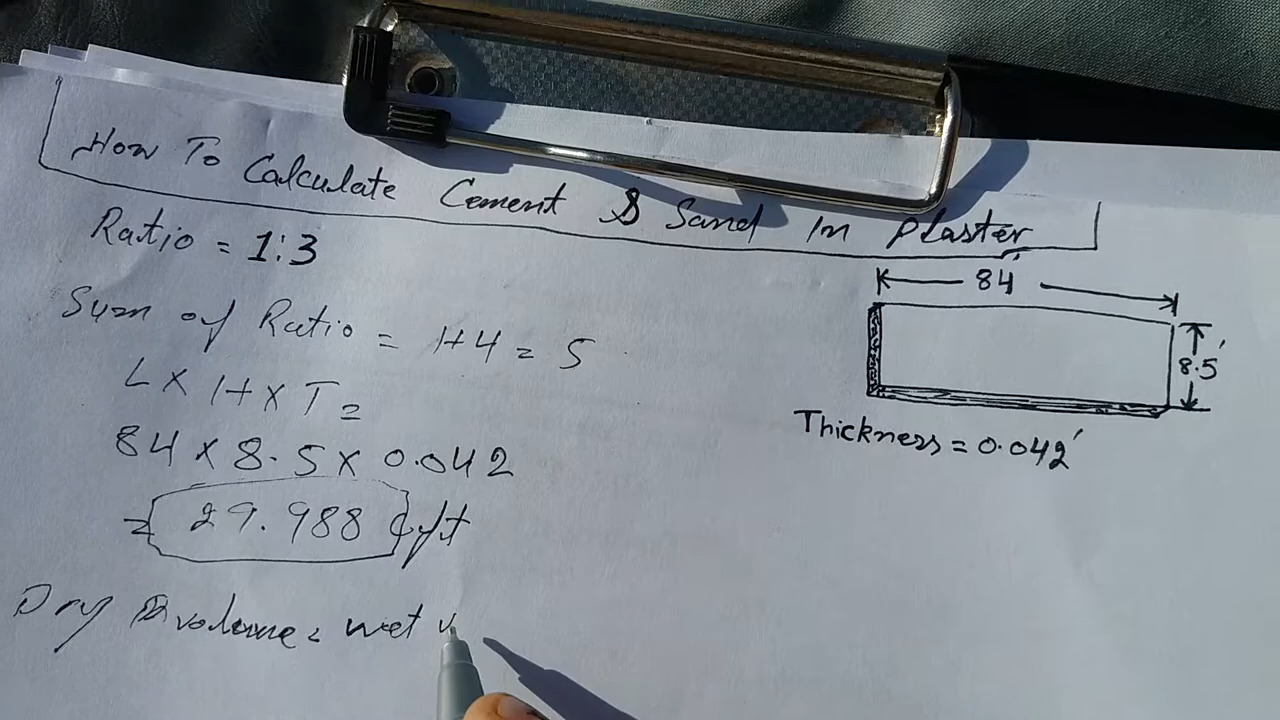 How To Calculate Cement & Sand In Plaster
Ratio = 1:3
Sum of Ratio = 1+4 = 5
L x H x T =
84 x 8.5 x 0.042
= 29.988 Cft
Dry volume = wet v
84'
8.5'
Thickness = 0.042'